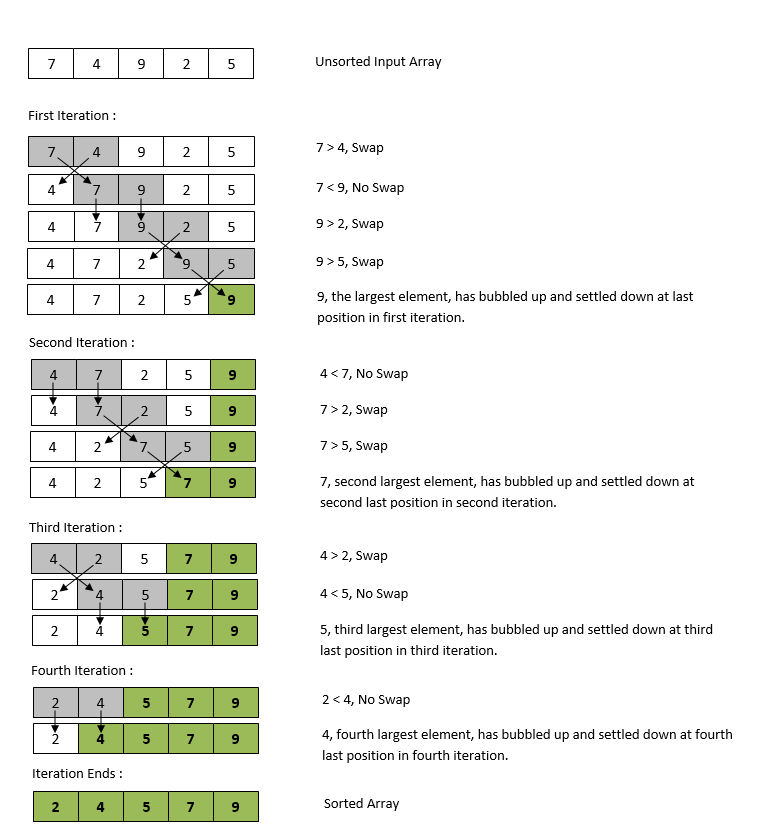 7 4 9 2 5 Unsorted Input Array
First Iteration :
7 4 9 2 5 7 > 4, Swap
4 7 9 2 5 7 < 9, No Swap
4 7 9 2 5 9 > 2, Swap
4 7 2 9 5 9 > 5, Swap
4 7 2 5 9 9, the largest element, has bubbled up and settled down at last
position in first iteration.
Second Iteration :
4 7 2 5 9 4 < 7, No Swap
4 7 2 5 9 7 > 2, Swap
4 2 7 5 9 7 > 5, Swap
4 2 5 7 9 7, second largest element, has bubbled up and settled down at
second last position in second iteration.
Third Iteration :
4 2 5 7 9 4 > 2, Swap
2 4 5 7 9 4 < 5, No Swap
2 4 5 7 9 5, third largest element, has bubbled up and settled down at third
last position in third iteration.
Fourth Iteration :
2 4 5 7 9 2 < 4, No Swap
2 4 5 7 9 4, fourth largest element, has bubbled up and settled down at fourth
last position in fourth iteration.
Iteration Ends :
2 4 5 7 9 Sorted Array